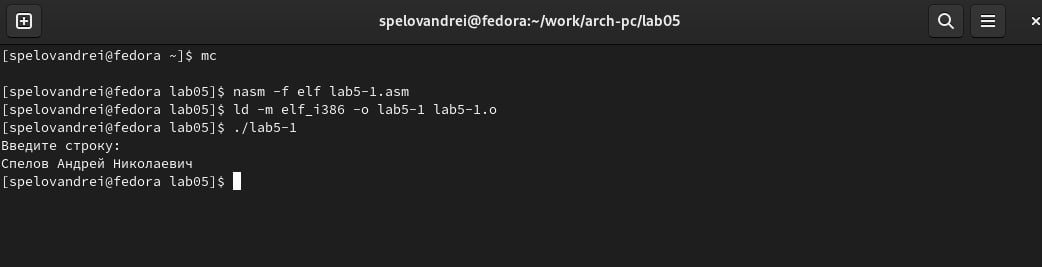 spelovandrei@fedora:~/work/arch-pc/lab05
[spelovandrei@fedora ~]$ mc
[spelovandrei@fedora lab05]$ nasm -f elf lab5-1.asm
[spelovandrei@fedora lab05]$ ld -m elf_i386 -o lab5-1 lab5-1.o
[spelovandrei@fedora lab05]$ ./lab5-1
Введите строку:
Спелов Андрей Николаевич
[spelovandrei@fedora lab05]$